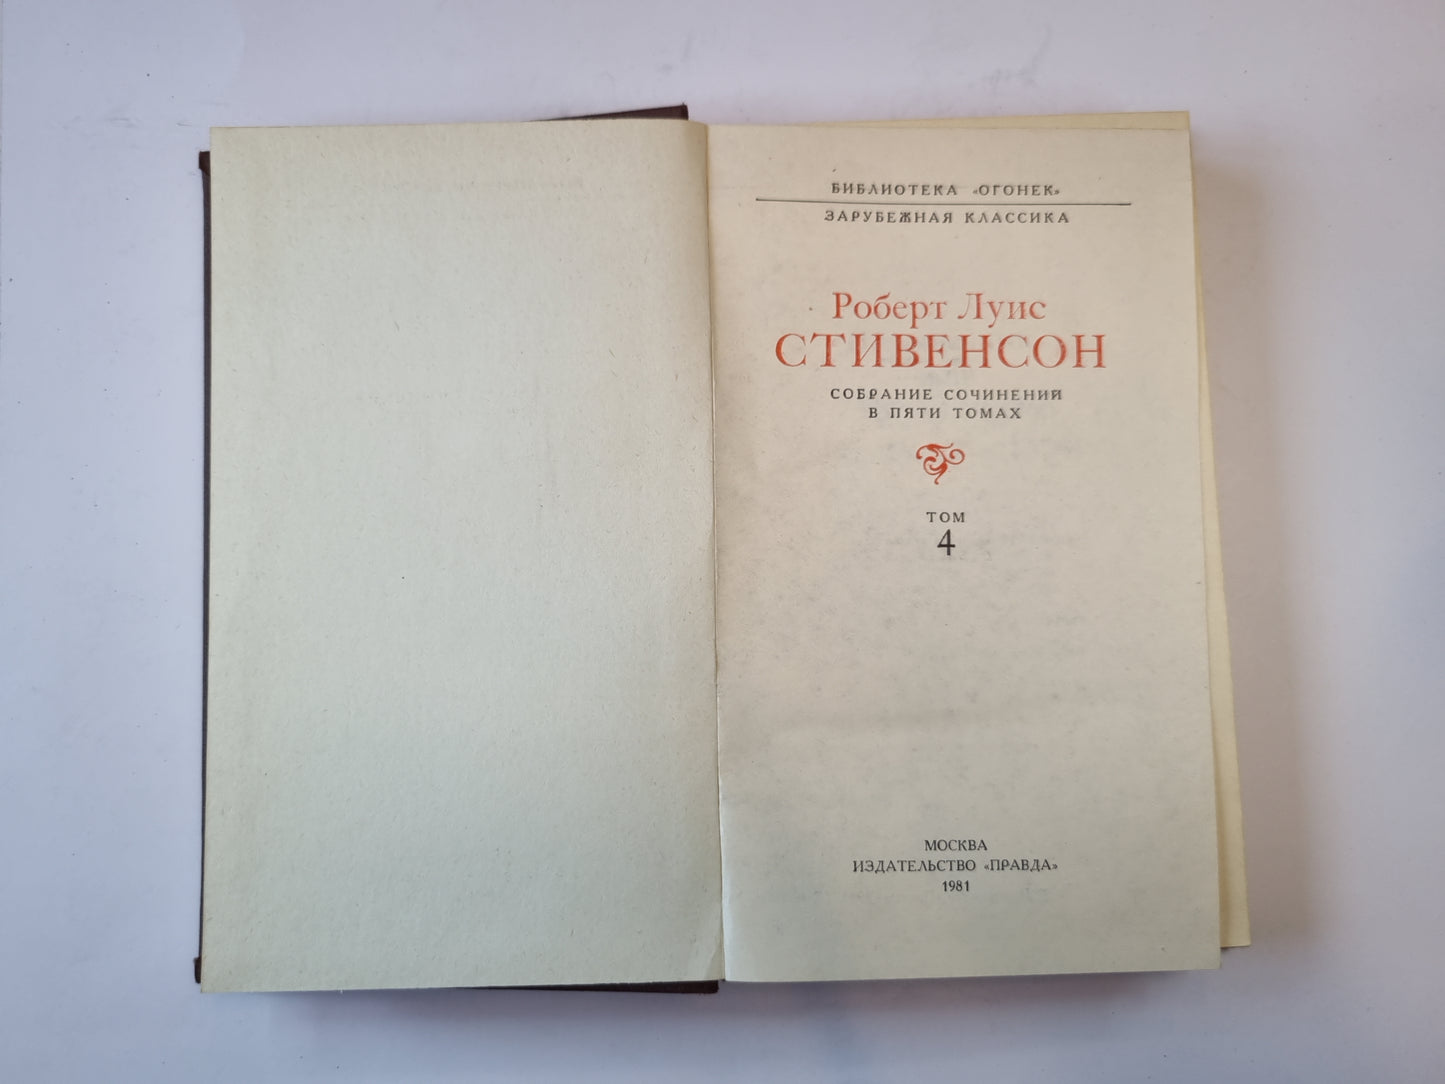 БИБЛИОТЕКА «ОГОНЕК»
ЗАРУБЕЖНАЯ КЛАССИКА
Роберт Луис
СТИВЕНСОН
СОБРАНИЕ СОЧИНЕНИЙ
В ПЯТИ ТОМАХ
ТОМ
4
МОСКВА
ИЗДАТЕЛЬСТВО «ПРАВДА»
1981